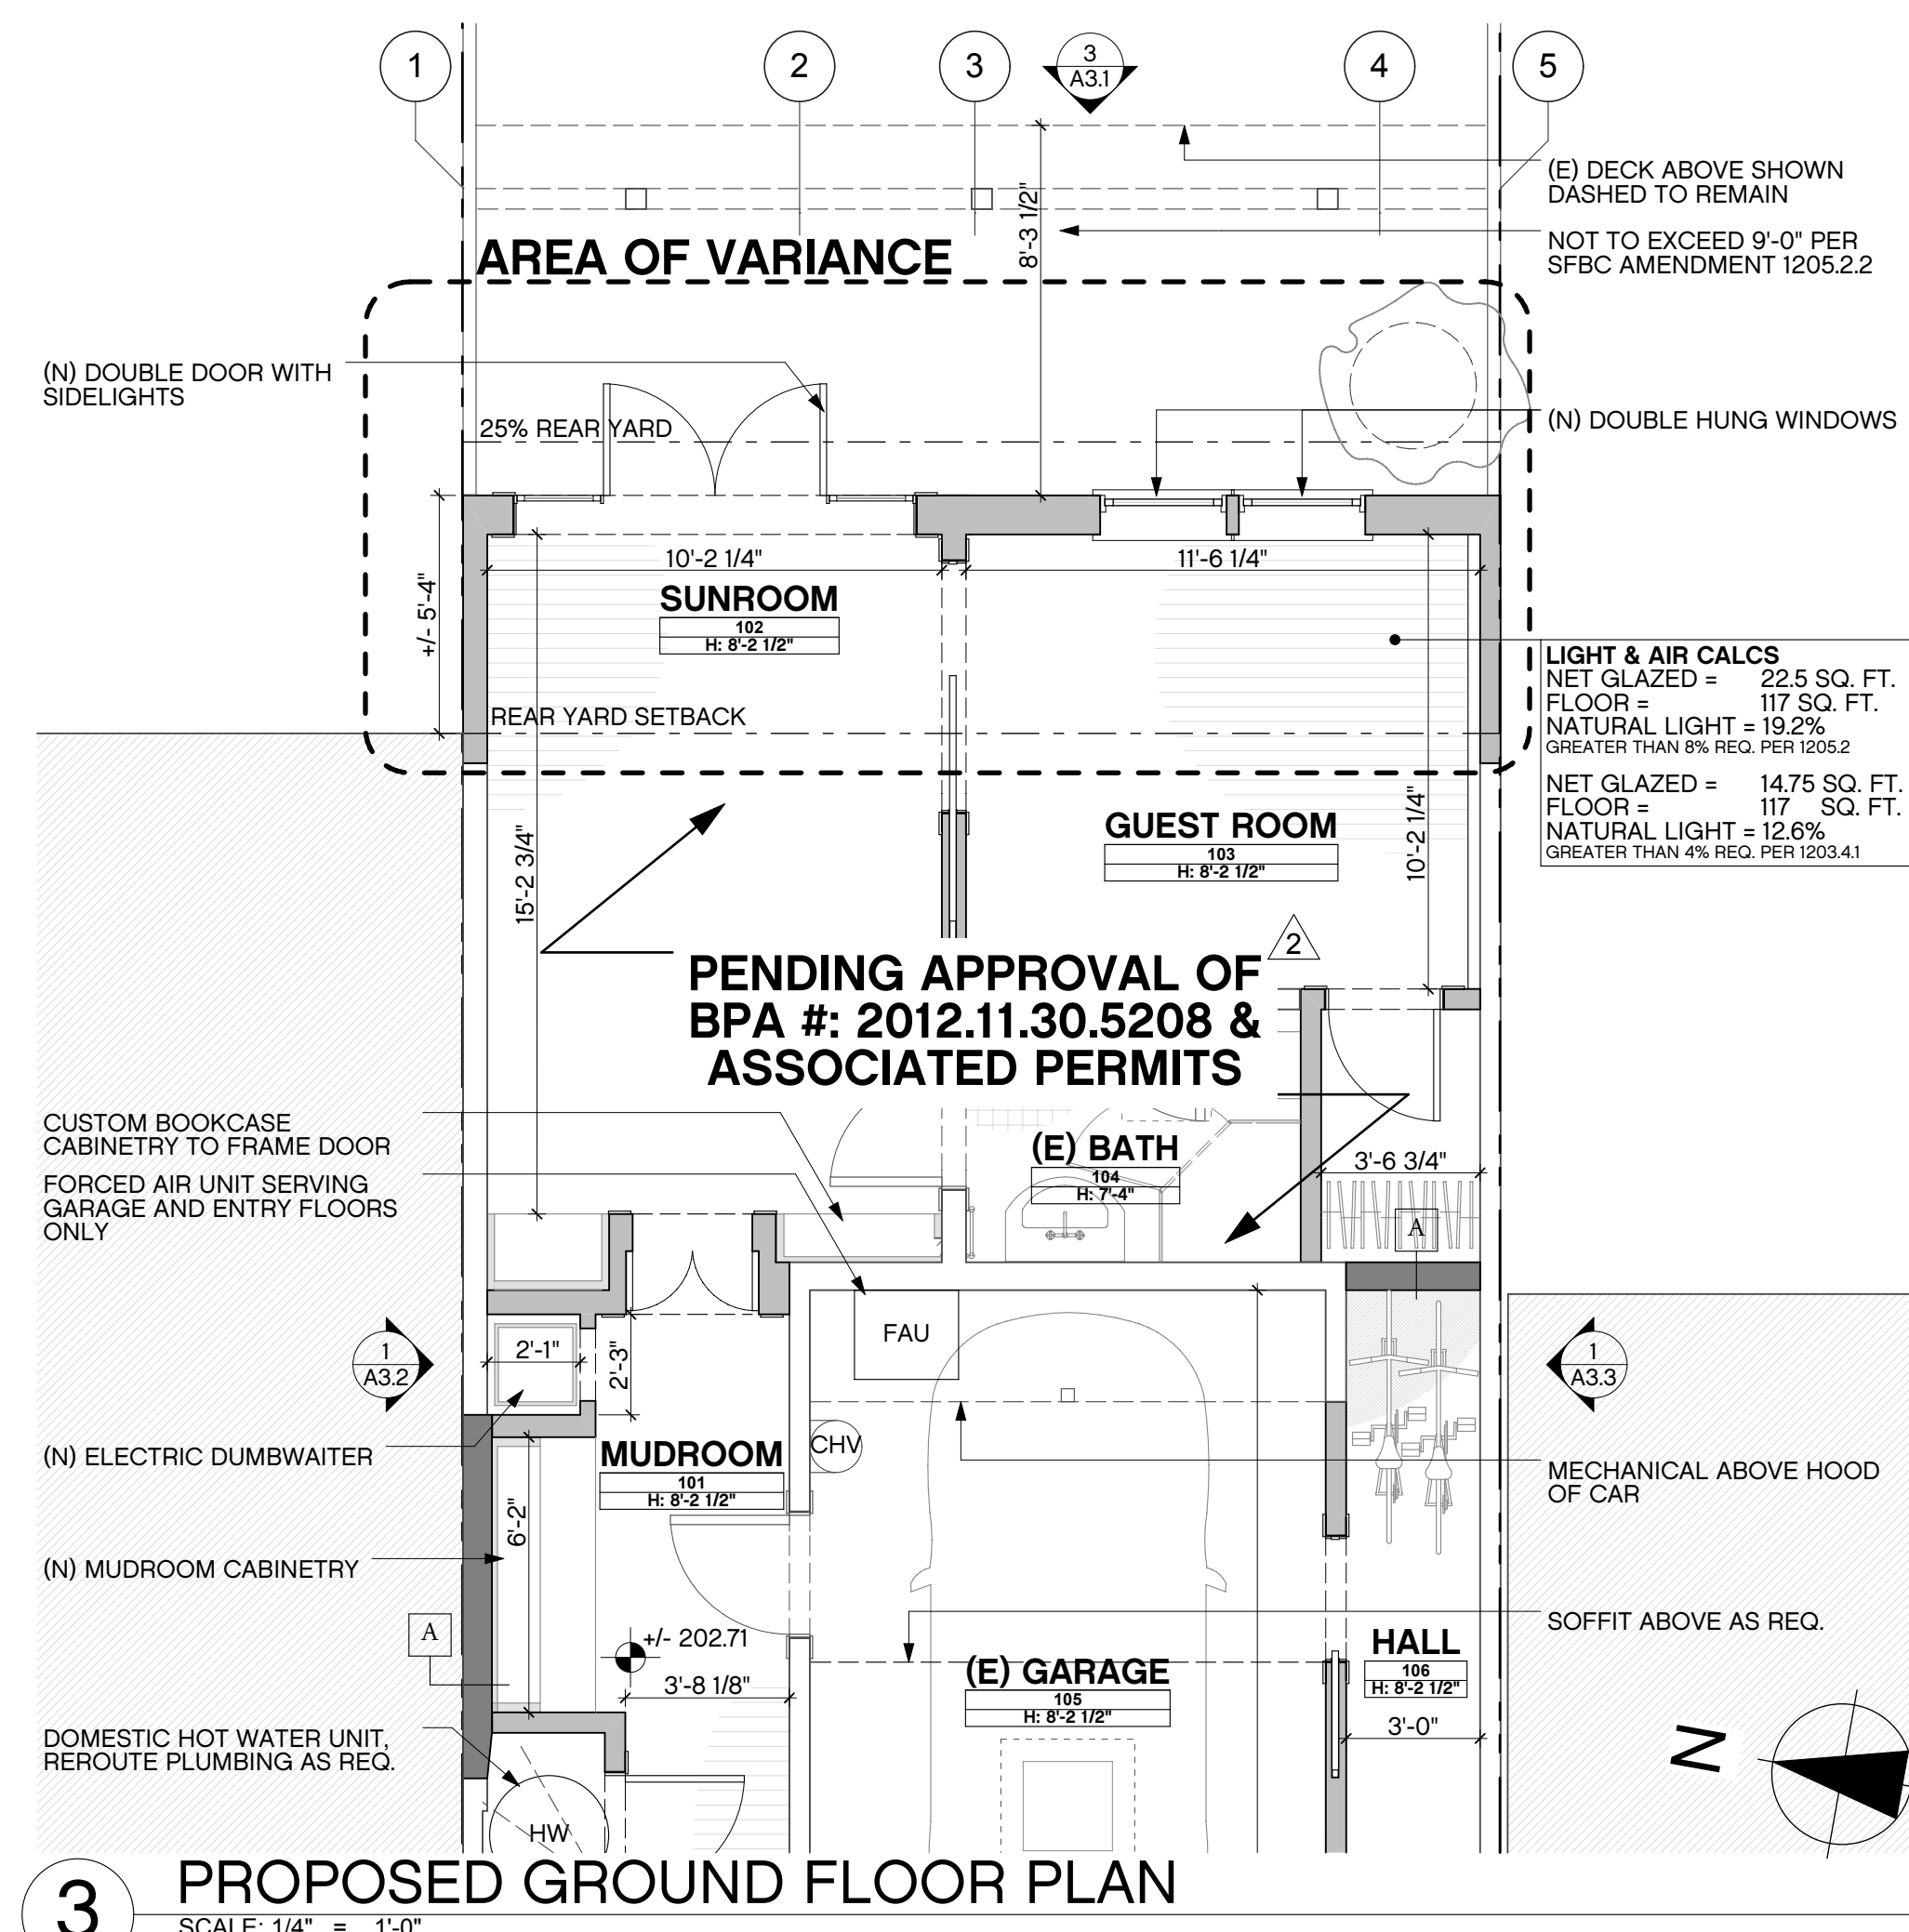 1
2
3
3
A3.1
4
5
(E) DECK ABOVE SHOWN
DASHED TO REMAIN
8'-3 1/2"
NOT TO EXCEED 9'-0" PER
SFBC AMENDMENT 1205.2.2
AREA OF VARIANCE
(N) DOUBLE DOOR WITH
SIDELIGHTS
25% REAR YARD
(N) DOUBLE HUNG WINDOWS
10'-2 1/4"
11'-6 1/4"
+/- 5'-4"
SUNROOM
102
H: 8'-2 1/2"
REAR YARD SETBACK
LIGHT & AIR CALCS
NET GLAZED = 22.5 SQ. FT.
FLOOR = 117 SQ. FT.
NATURAL LIGHT = 19.2%
GREATER THAN 8% REQ. PER 1205.2
NET GLAZED = 14.75 SQ. FT.
FLOOR = 117 SQ. FT.
NATURAL LIGHT = 12.6%
GREATER THAN 4% REQ. PER 1203.4.1
15'-2 3/4"
GUEST ROOM
103
H: 8'-2 1/2"
10'-2 1/4"
2
PENDING APPROVAL OF
BPA #: 2012.11.30.5208 &
ASSOCIATED PERMITS
CUSTOM BOOKCASE
CABINETRY TO FRAME DOOR
(E) BATH
104
H: 7'-4"
3'-6 3/4"
FORCED AIR UNIT SERVING
GARAGE AND ENTRY FLOORS
ONLY
A
FAU
1
A3.2
2'-1"
2'-3"
1
A3.3
(N) ELECTRIC DUMBWAITER
MUDROOM
101
H: 8'-2 1/2"
CHV
MECHANICAL ABOVE HOOD
OF CAR
6'-2"
(N) MUDROOM CABINETRY
A
+/- 202.71
3'-8 1/8"
SOFFIT ABOVE AS REQ.
(E) GARAGE
105
H: 8'-2 1/2"
HALL
106
H: 8'-2 1/2"
3'-0"
N
DOMESTIC HOT WATER UNIT,
REROUTE PLUMBING AS REQ.
HW
3
PROPOSED GROUND FLOOR PLAN
SCALE: 1/4" = 1'-0"